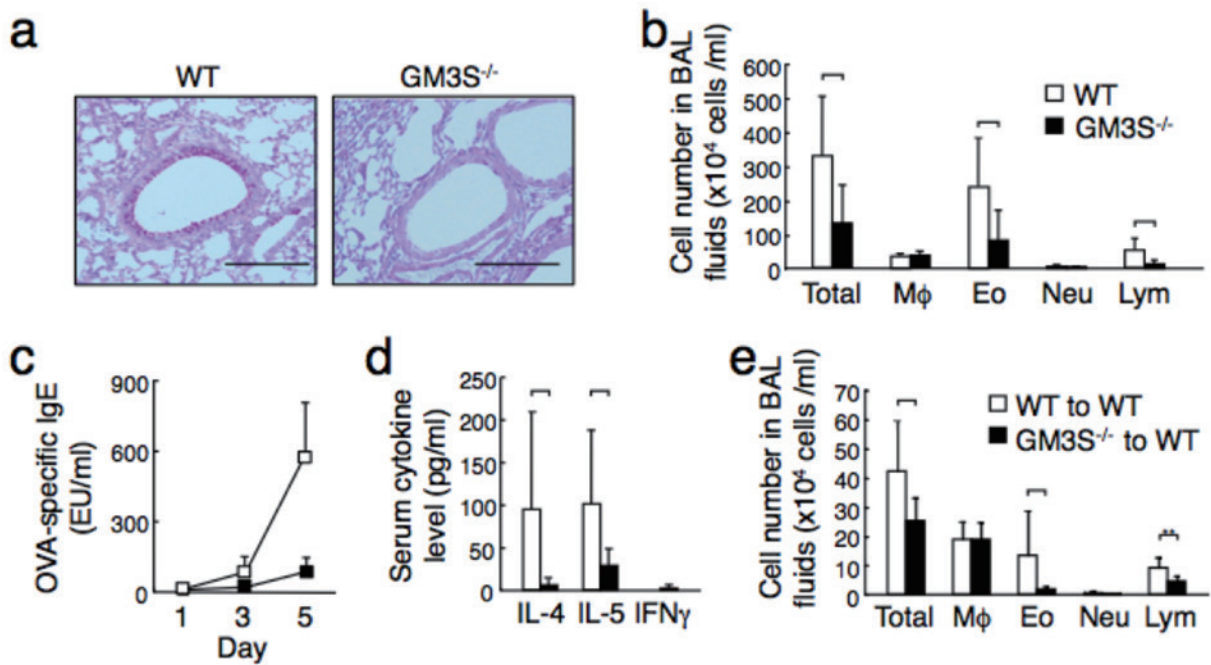 a
WT
GM3S-/-
b
Cell number in BAL
fluids (x10⁴ cells /ml)
600
500
400
300
200
100
0
WT
GM3S-/-
Total Mϕ Eo Neu Lym
c
OVA-specific IgE
(EU/ml)
900
600
300
0
1 3 5
Day
d
Serum cytokine
level (pg/ml)
250
200
150
100
50
0
IL-4 IL-5 IFNγ
e
Cell number in BAL
fluids (x10⁴ cells /ml)
70
60
50
40
30
20
10
0
WT to WT
GM3S-/- to WT
**
Total Mϕ Eo Neu Lym